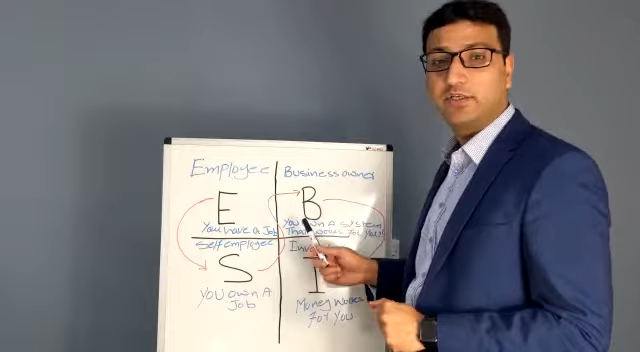 Employee
E
You have a Job
Self employee
S
You own A
Job
Business owner
B
You own A System
That works for you
I
Money works
for you